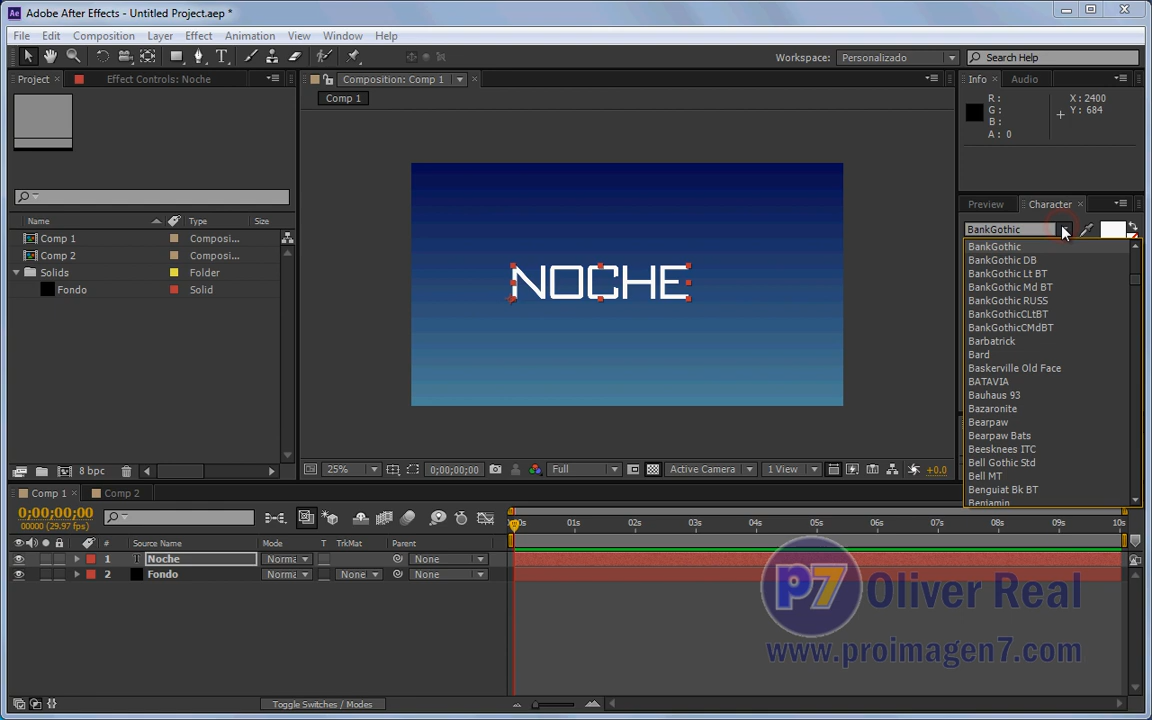 Ae Adobe After Effects - Untitled Project.aep *
File Edit Composition Layer Effect Animation View Window Help
Workspace: Personalizado Search Help
Project × Effect Controls: Noche
Composition: Comp 1 ×
Info × Audio
Comp 1
R: X: 2400
G: Y: 684
B:
A: 0
Preview Character ×
BankGothic
BankGothic
BankGothic DB
BankGothic Lt BT
BankGothic Md BT
BankGothic RUSS
BankGothicCLtBT
BankGothicCMdBT
Barbatrick
Bard
Baskerville Old Face
BATAVIA
Bauhaus 93
Bazaronite
Bearpaw
Bearpaw Bats
Beesknees ITC
Bell Gothic Std
Bell MT
Benguiat Bk BT
Benjamin
Name Type Size
Comp 1 Composi...
Comp 2 Composi...
Solids Folder
Fondo Solid
NOCHE
8 bpc
25% 0;00;00;00 Full Active Camera 1 View +0.0
Comp 1 × Comp 2
0;00;00;00
00000 (29.97 fps)
0s 01s 02s 03s 04s 05s 06s 07s 08s 09s 10s
# Source Name Mode T TrkMat Parent
1 T Noche Norma None
2 Fondo Norma None None
p7 Oliver Real
www.proimagen7.com
Toggle Switches / Modes